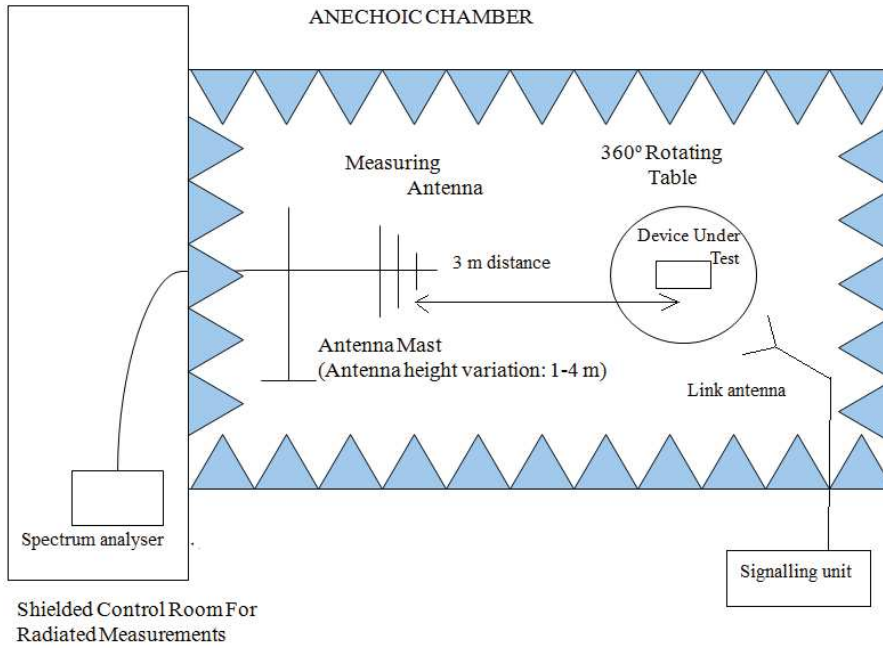 ANECHOIC CHAMBER
Measuring
Antenna
360° Rotating
Table
Device Under
Test
3 m distance
Antenna Mast
(Antenna height variation: 1-4 m)
Link antenna
Spectrum analyser
Signalling unit
Shielded Control Room For
Radiated Measurements